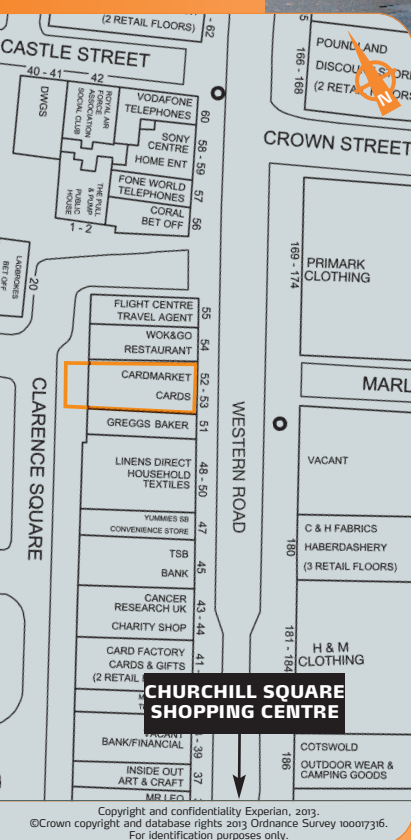 (2 RETAIL FLOORS)
- 62
CASTLE STREET
40 - 41
42
DWGS
ROYAL AIR
FORCE
ASSOCIATION
SOCIAL CLUB
VODAFONE
TELEPHONES
60
SONY
CENTRE
HOME ENT
58 - 59
FONE WORLD
TELEPHONES
57
CORAL
BET OFF
56
THE PULL
& PUMP
PUBLIC
HOUSE
1 - 2
5
166 - 168
POUNDLAND
DISCOUNT STORE
(2 RETAIL FLOORS)
N
CROWN STREET
169 - 174
PRIMARK
CLOTHING
LADBROKES
BET OFF
20
FLIGHT CENTRE
TRAVEL AGENT
55
WOK&GO
RESTAURANT
54
CARDMARKET
CARDS
52 - 53
GREGGS BAKER
51
MARL
CLARENCE SQUARE
WESTERN ROAD
LINENS DIRECT
HOUSEHOLD
TEXTILES
48 - 50
VACANT
YUMMIES SB
CONVENIENCE STORE
47
TSB
BANK
45
180
C & H FABRICS
HABERDASHERY
(3 RETAIL FLOORS)
CANCER
RESEARCH UK
CHARITY SHOP
43 - 44
CARD FACTORY
CARDS & GIFTS
(2 RETAIL
41 -
181 - 184
H & M
CLOTHING
CHURCHILL SQUARE
SHOPPING CENTRE
VACANT
BANK/FINANCIAL
- 39
INSIDE OUT
ART & CRAFT
37
MR LEO
186
COTSWOLD
OUTDOOR WEAR &
CAMPING GOODS
Copyright and confidentiality Experian, 2013.
©Crown copyright and database rights 2013 Ordnance Survey 100017316.
For identification purposes only.